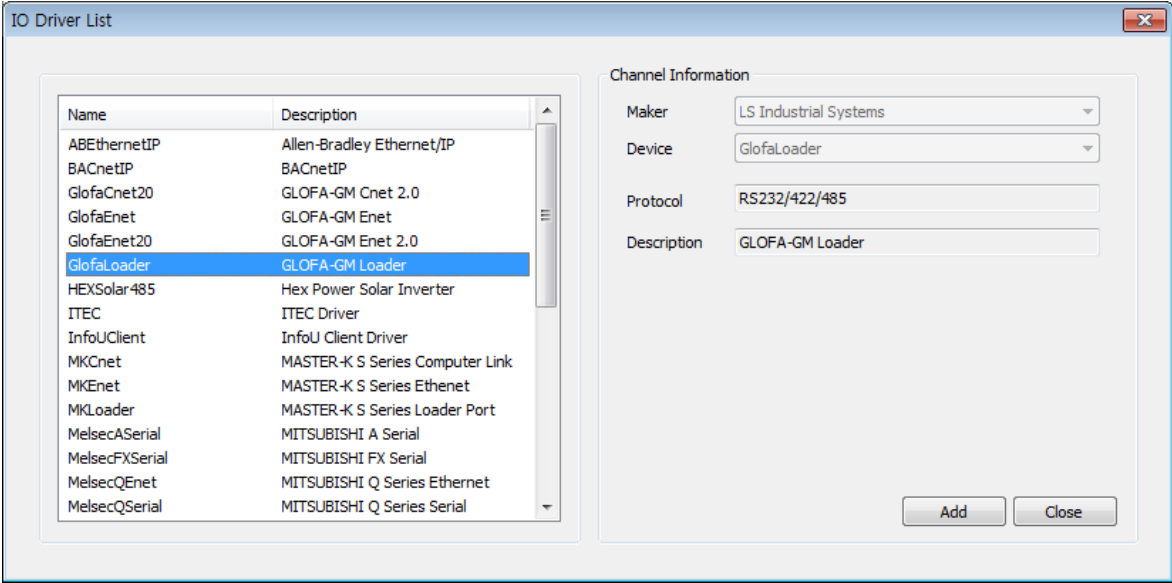 IO Driver List
Name Description
ABEthernetIP Allen-Bradley Ethernet/IP
BACnetIP BACnetIP
GlofaCnet20 GLOFA-GM Cnet 2.0
GlofaEnet GLOFA-GM Enet
GlofaEnet20 GLOFA-GM Enet 2.0
GlofaLoader GLOFA-GM Loader
HEXSolar485 Hex Power Solar Inverter
ITEC ITEC Driver
InfoUClient InfoU Client Driver
MKCnet MASTER-K S Series Computer Link
MKEnet MASTER-K S Series Ethenet
MKLoader MASTER-K S Series Loader Port
MelsecASerial MITSUBISHI A Serial
MelsecFXSerial MITSUBISHI FX Serial
MelsecQEnet MITSUBISHI Q Series Ethernet
MelsecQSerial MITSUBISHI Q Series Serial
Channel Information
Maker LS Industrial Systems
Device GlofaLoader
Protocol RS232/422/485
Description GLOFA-GM Loader
Add Close